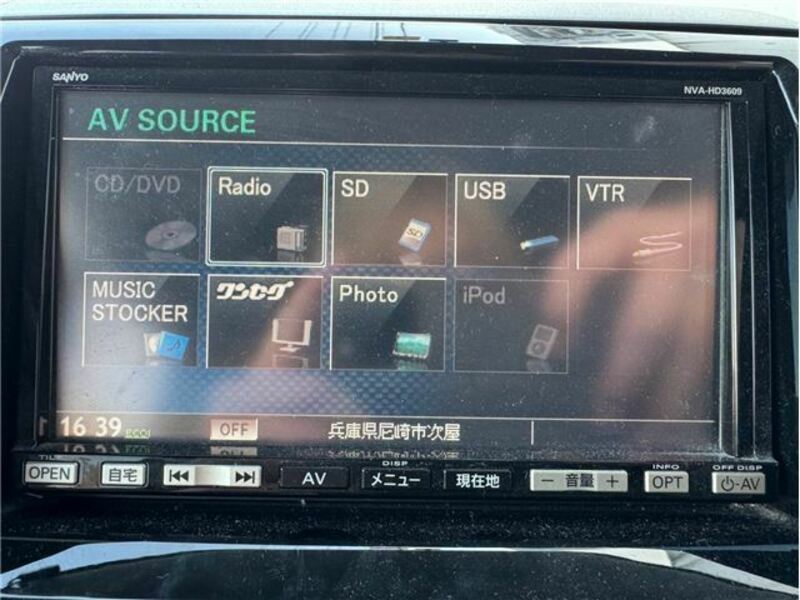 SANYO
NVA-HD3609
AV SOURCE
CD/DVD
Radio
SD
USB
VTR
MUSIC
STOCKER
ワンセグ
Photo
iPod
16 39
ECO!
OFF
兵庫県尼崎市次屋
TIL
DISP
INFO
OFF DISP
OPEN
自宅
AV
メニュー
現在地
− 音量 +
OPT
-AV